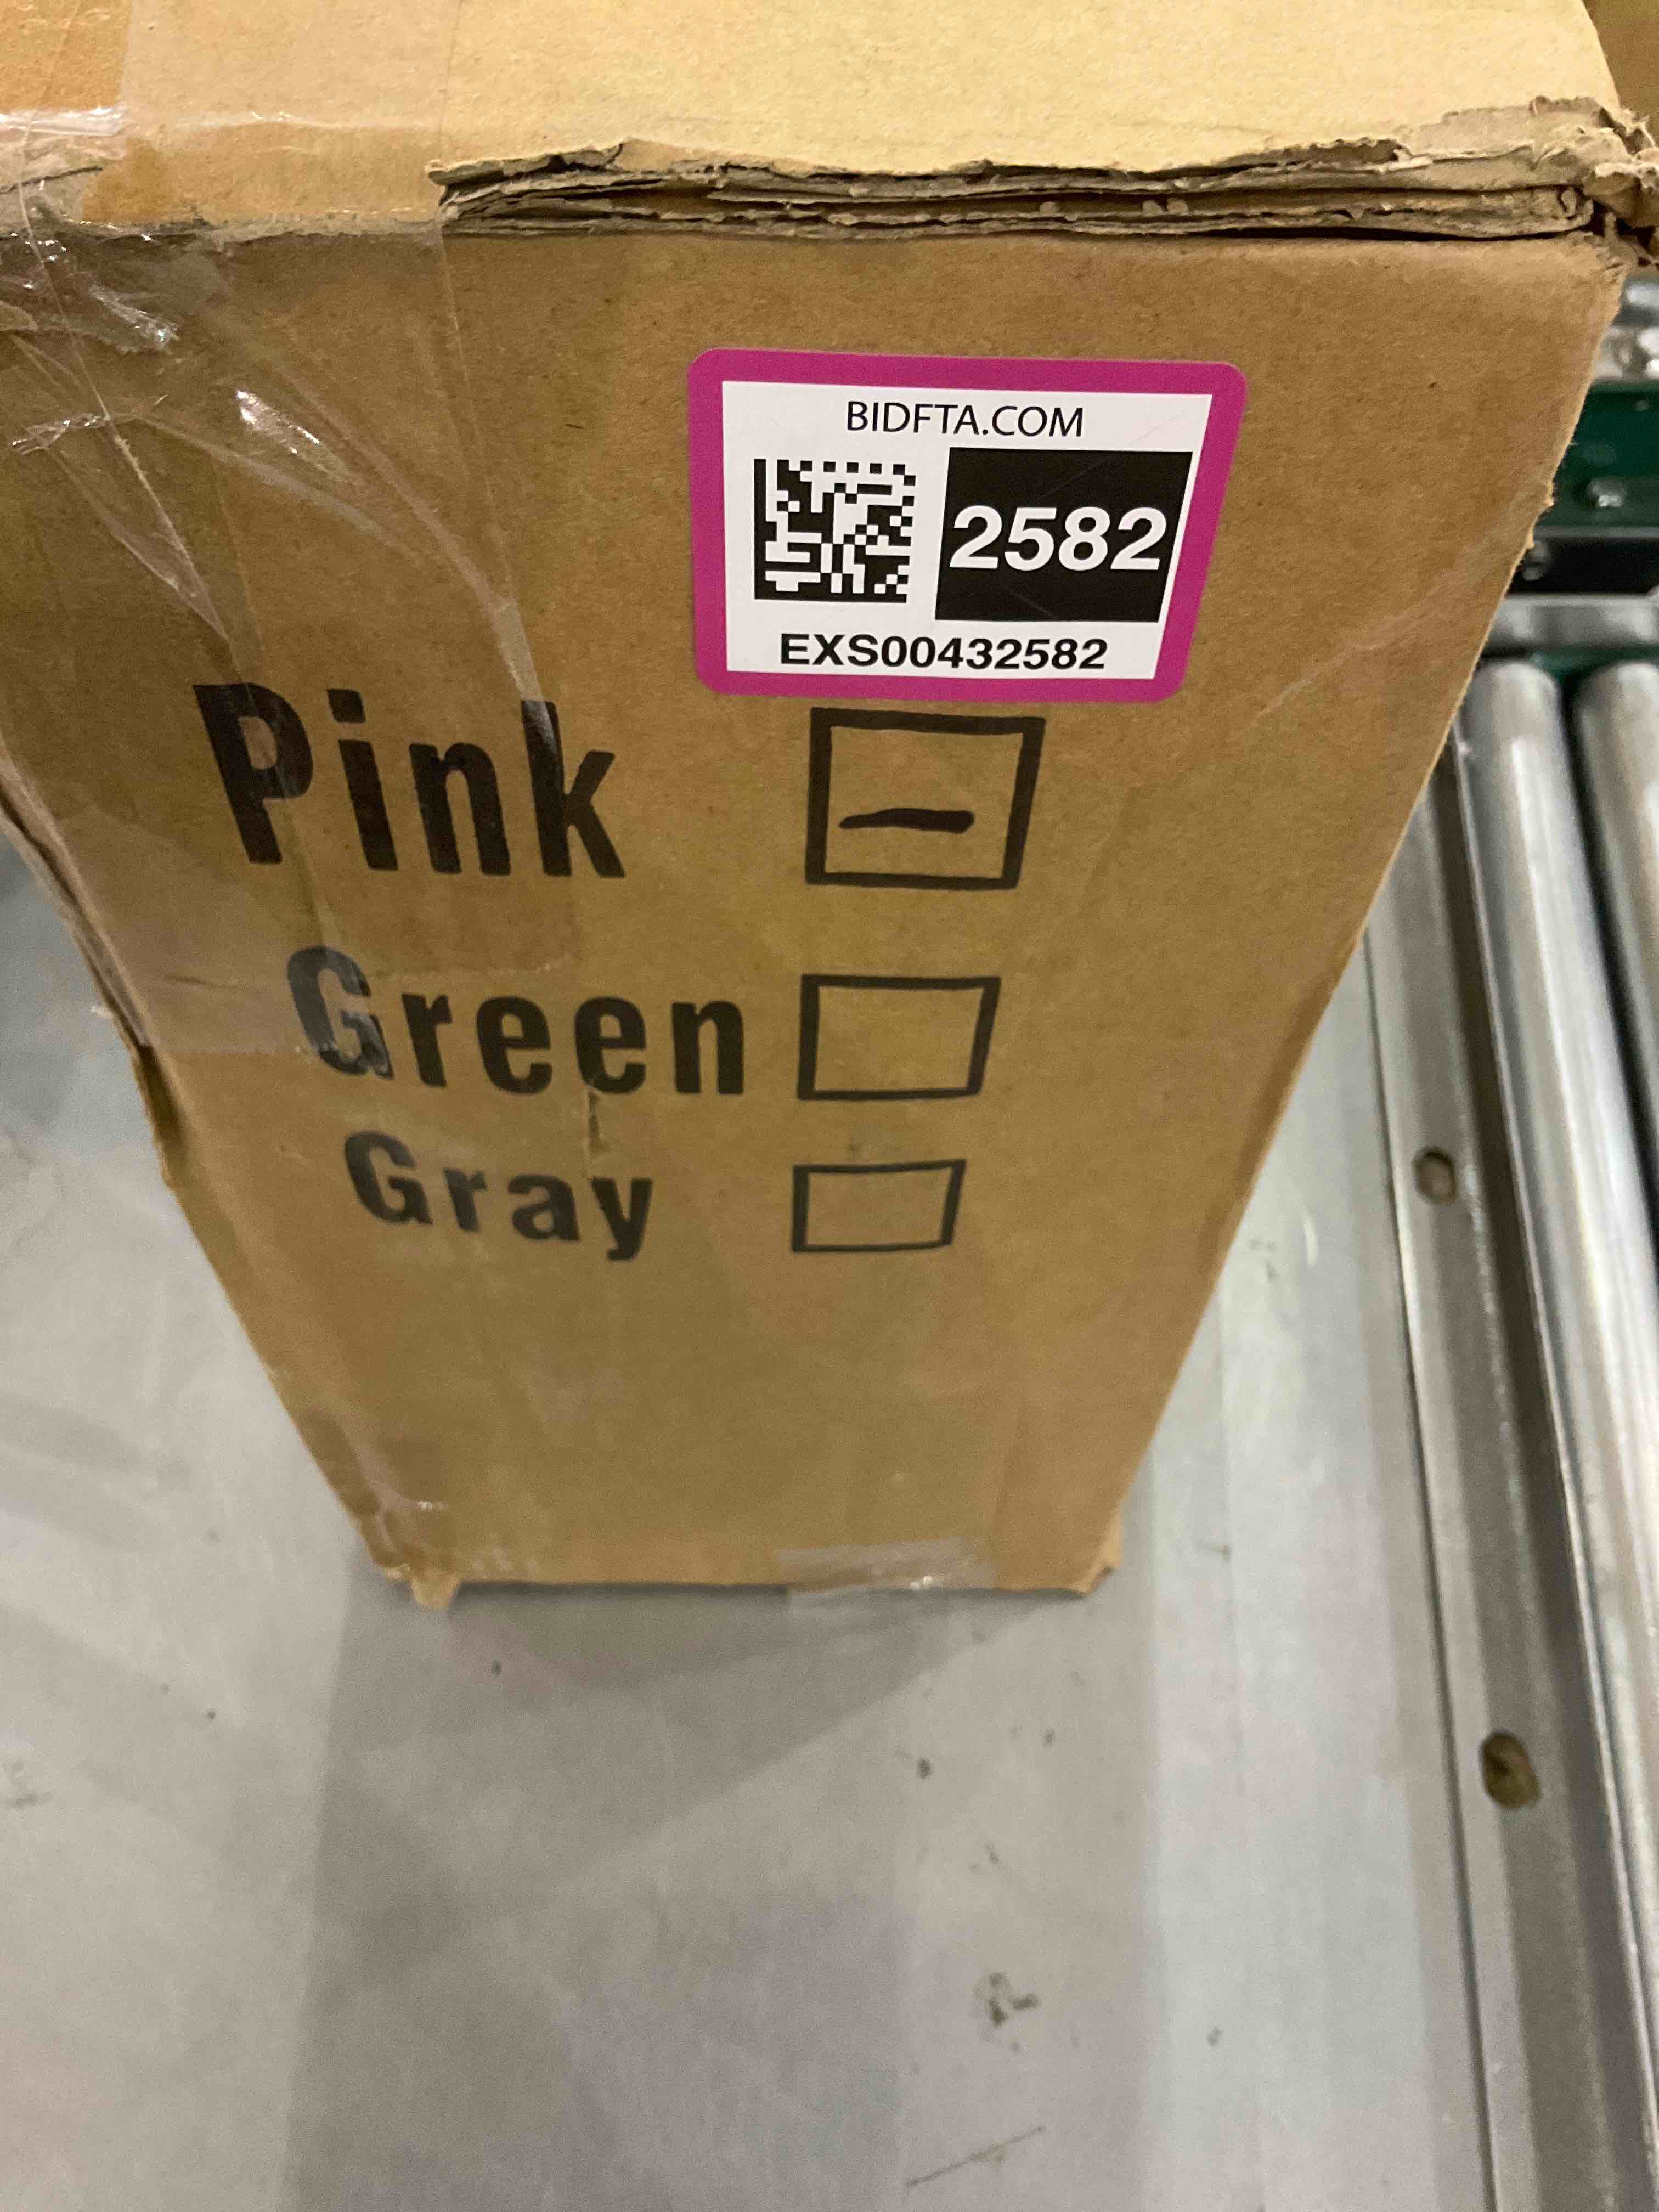 BIDFTA.COM
2582
EXS00432582
Pink
Green
Gray